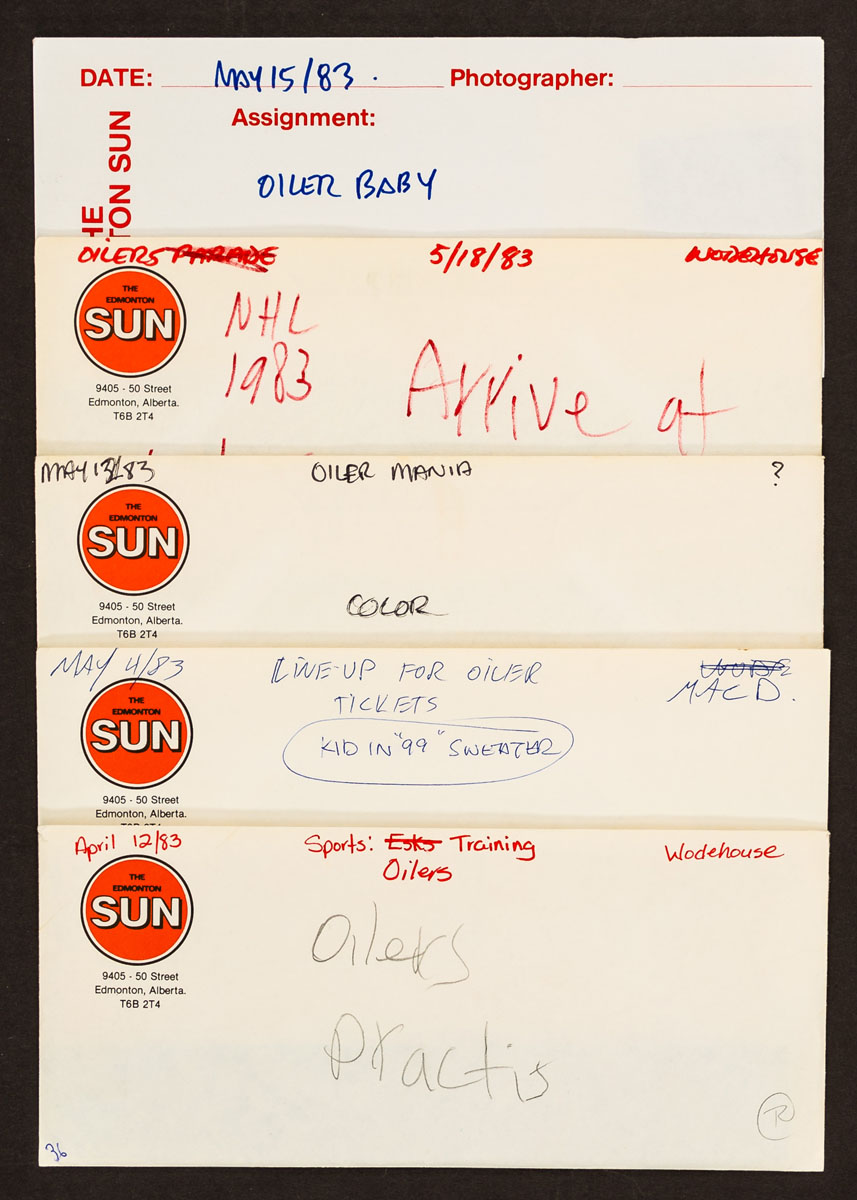 DATE: MAY 15/83. Photographer:
Assignment:
OILER BABY
THE
TON SUN
OILERS PARADE 5/18/83 WODEHOUSE
THE
EDMONTON
SUN
9405 - 50 Street
Edmonton, Alberta.
T6B 2T4
NHL
1983
Arrive at
MAY 13/83 OILER MANIA ?
THE
EDMONTON
SUN
9405 - 50 Street
Edmonton, Alberta.
T6B 2T4
COLOR
MAY 4/83 LINE-UP FOR OILER
TICKETS
MAC D.
KID IN "99" SWEATER
THE
EDMONTON
SUN
9405 - 50 Street
Edmonton, Alberta.
April 12/83 Sports: Esks Training Wodehouse
Oilers
THE
EDMONTON
SUN
9405 - 50 Street
Edmonton, Alberta.
T6B 2T4
Oilers
Practis
R
36